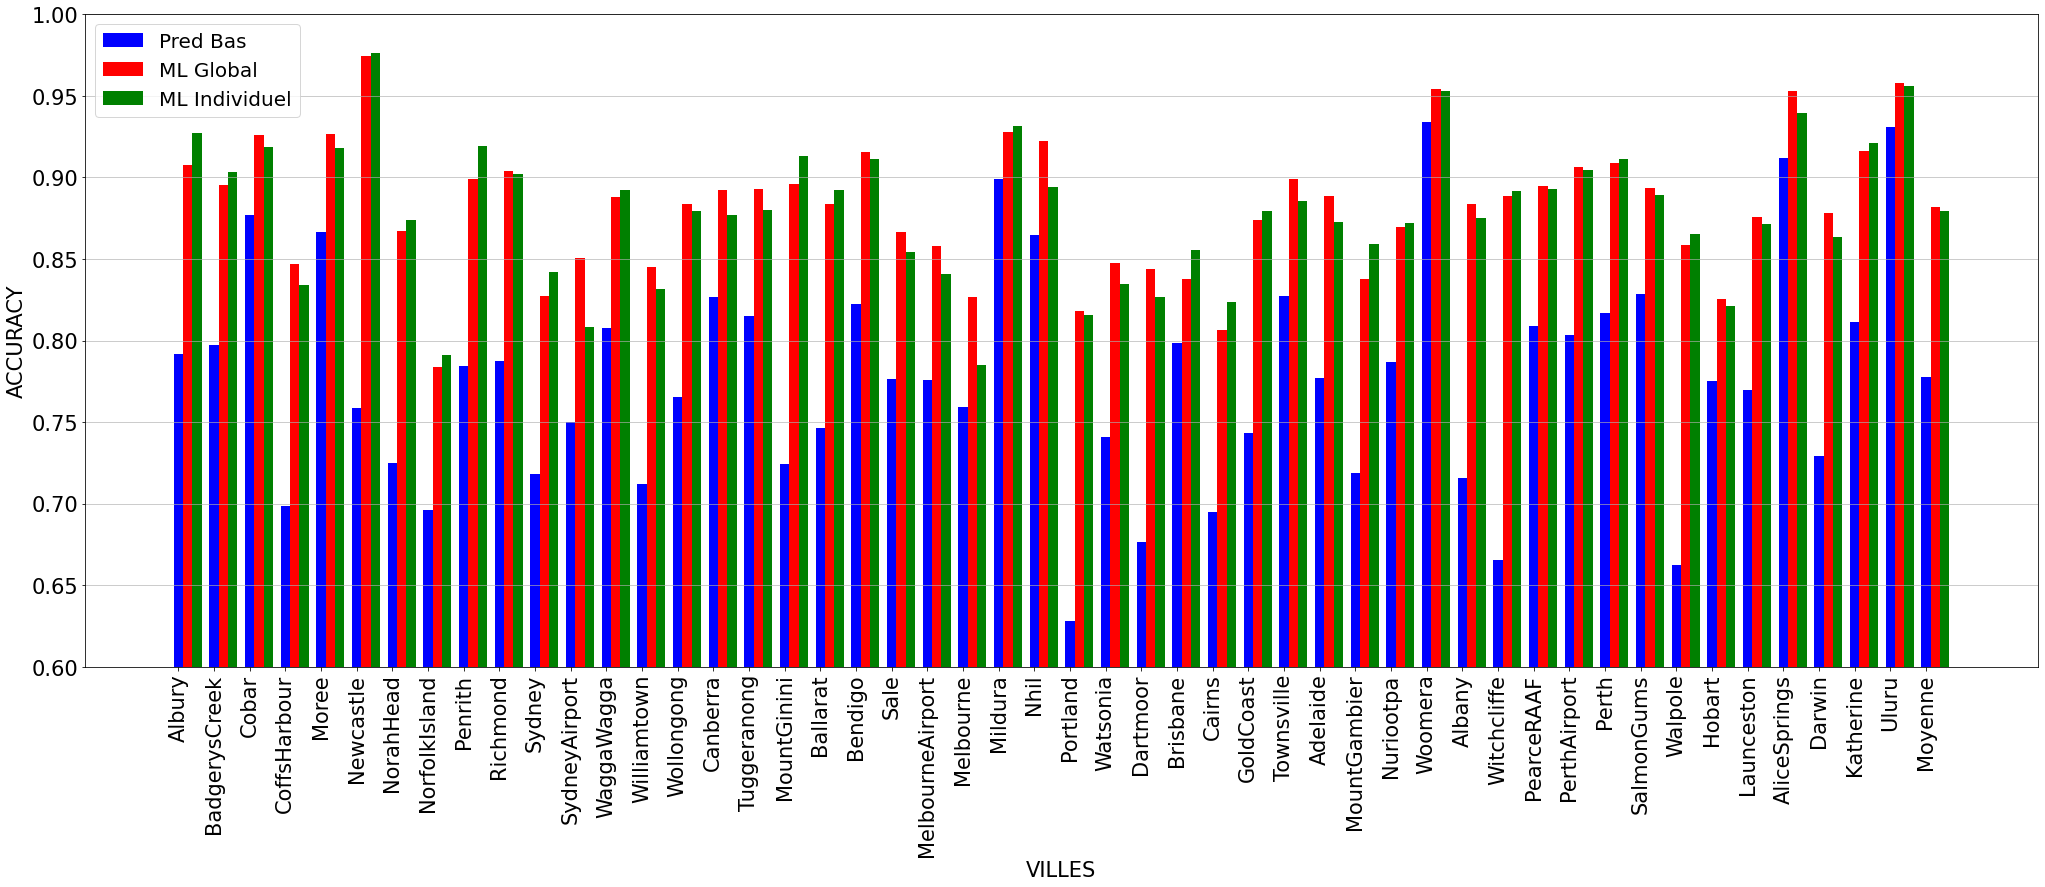 Pred Bas
ML Global
ML Individuel
ACCURACY
1.00
0.95
0.90
0.85
0.80
0.75
0.70
0.65
0.60
Albury
BadgerysCreek
Cobar
CoffsHarbour
Moree
Newcastle
NorahHead
NorfolkIsland
Penrith
Richmond
Sydney
SydneyAirport
WaggaWagga
Williamtown
Wollongong
Canberra
Tuggeranong
MountGinini
Ballarat
Bendigo
Sale
MelbourneAirport
Melbourne
Mildura
Nhil
Portland
Watsonia
Dartmoor
Brisbane
Cairns
GoldCoast
Townsville
Adelaide
MountGambier
Nuriootpa
Woomera
Albany
Witchcliffe
PearceRAAF
PerthAirport
Perth
SalmonGums
Walpole
Hobart
Launceston
AliceSprings
Darwin
Katherine
Uluru
Moyenne
VILLES